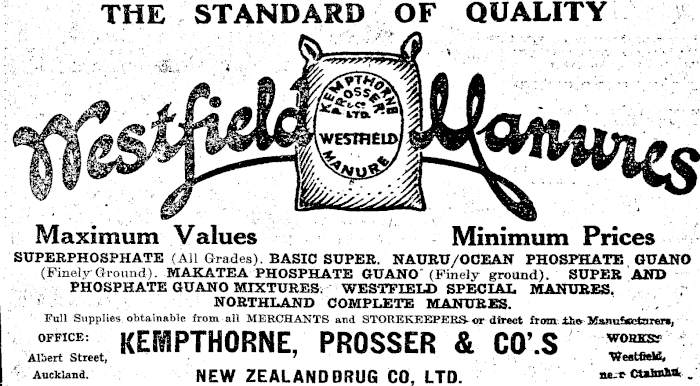 THE STANDARD OF QUALITY
Westfield Manures
KEMPTHORNE
PROSSER
& CO
LTD.
WESTFIELD
MANURE
Maximum Values Minimum Prices
SUPERPHOSPHATE (All Grades). BASIC SUPER. NAURU/OCEAN PHOSPHATE GUANO
(Finely Ground). MAKATEA PHOSPHATE GUANO (Finely ground). SUPER AND
PHOSPHATE GUANO MIXTURES. WESTFIELD SPECIAL MANURES,
NORTHLAND COMPLETE MANURES.
Full Supplies obtainable from all MERCHANTS and STOREKEEPERS or direct from the Manufacturers,
OFFICE:
Albert Street,
Auckland.
KEMPTHORNE, PROSSER & CO'.S
NEW ZEALAND DRUG CO, LTD.
WORKS:
Westfield,
near